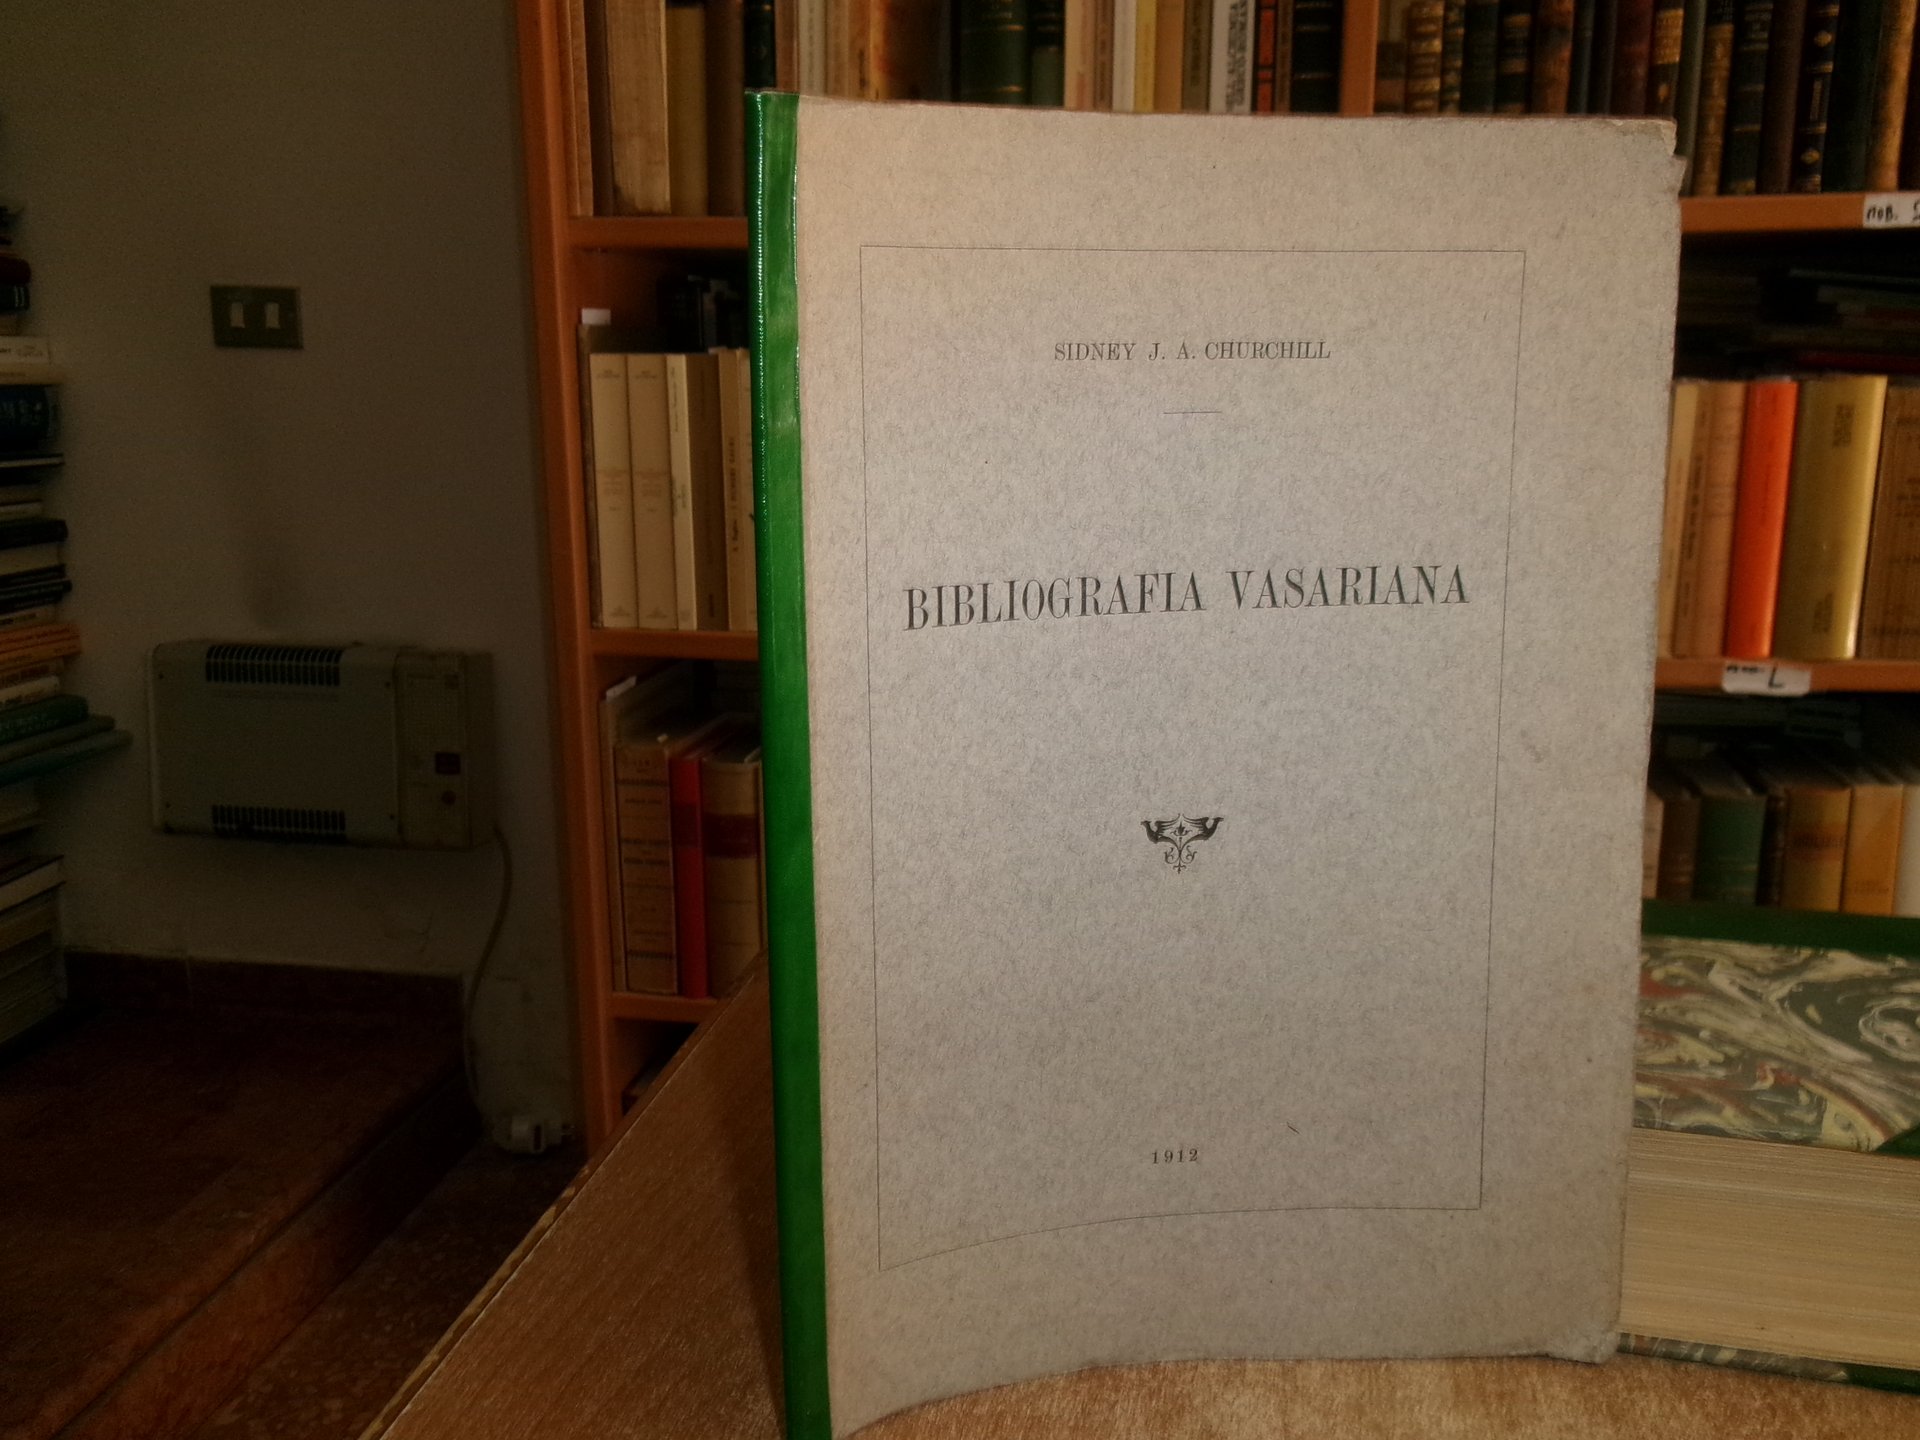 SIDNEY J. A. CHURCHILL
BIBLIOGRAFIA VASARIANA
1912